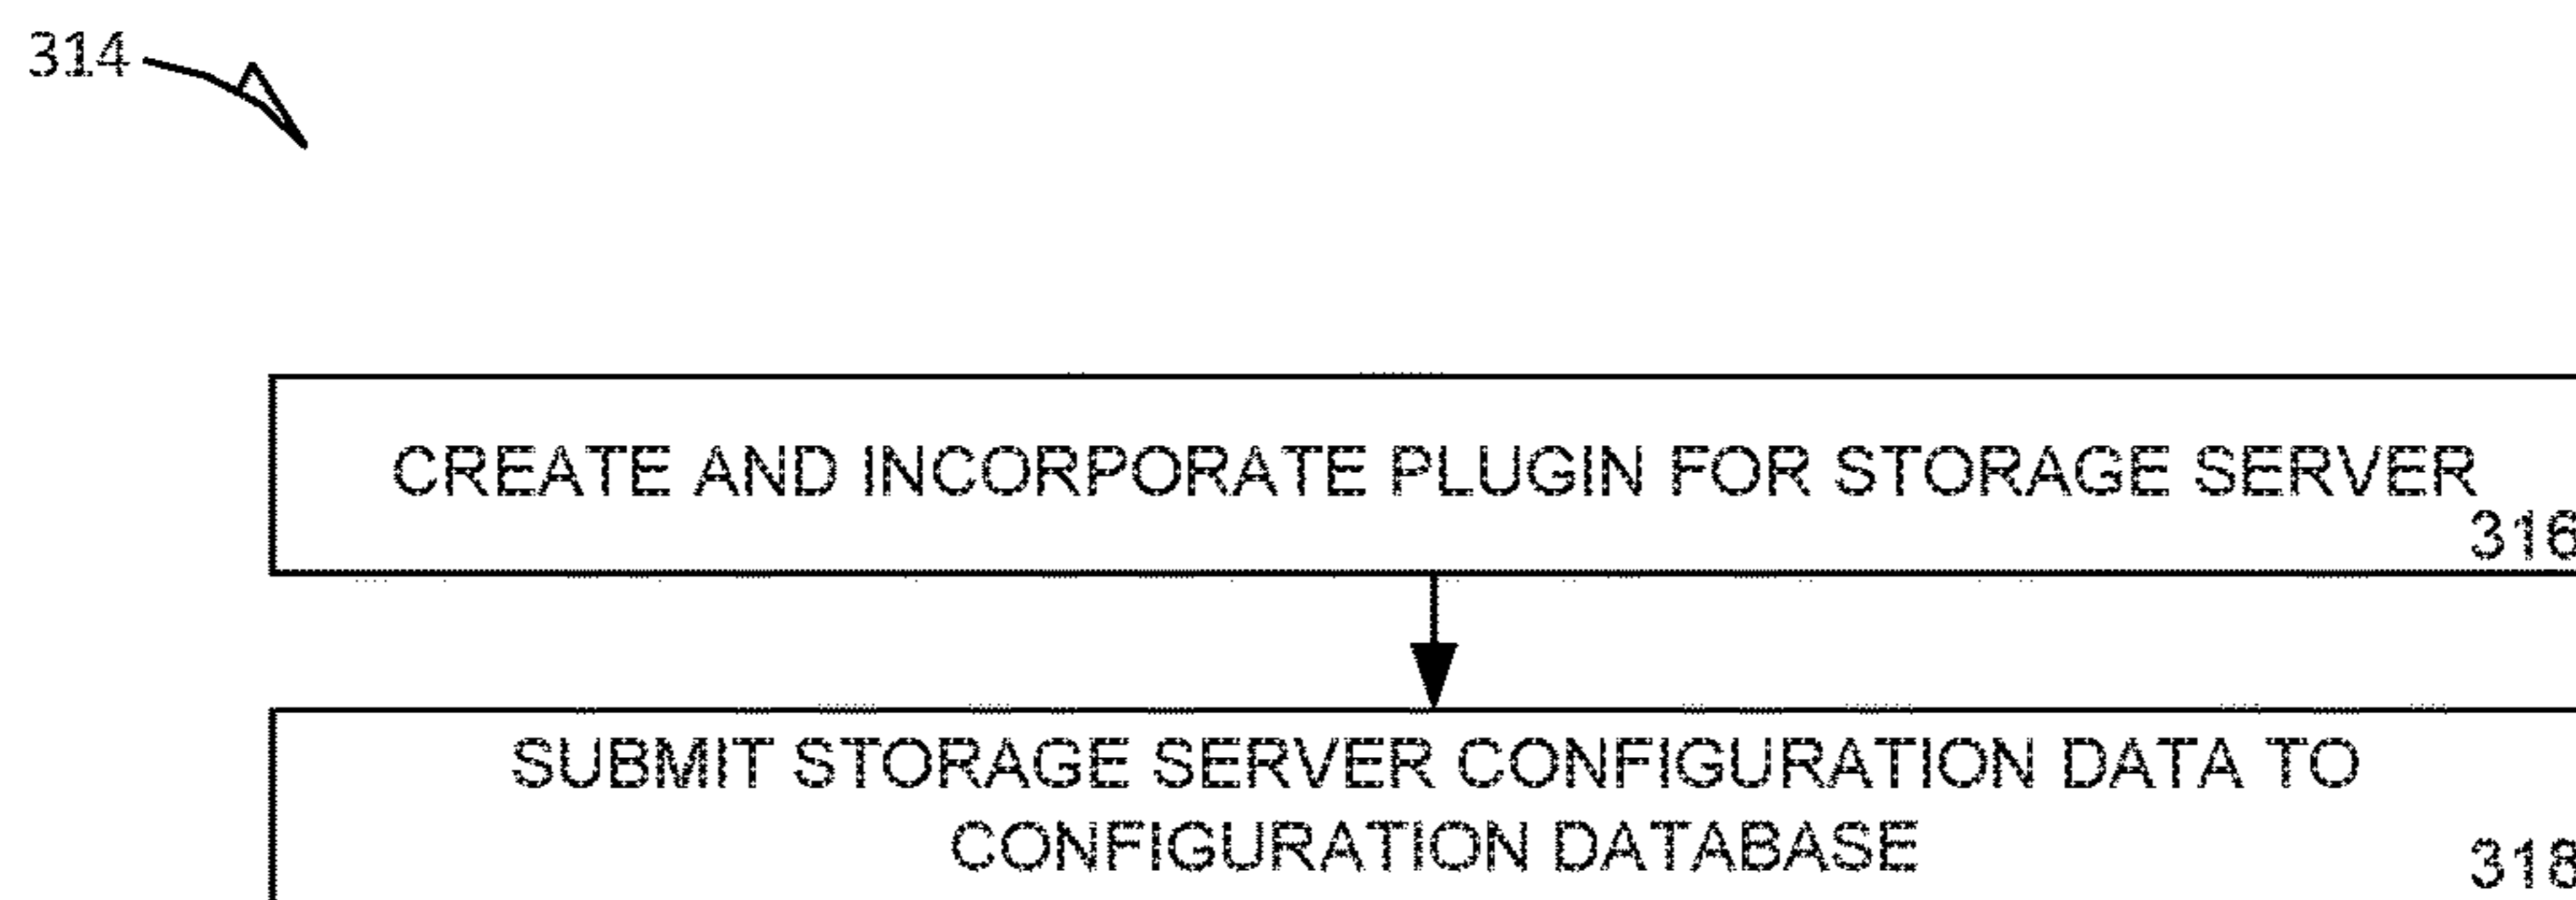 314
CREATE AND INCORPORATE PLUGIN FOR STORAGE SERVER
316
SUBMIT STORAGE SERVER CONFIGURATION DATA TO
CONFIGURATION DATABASE
318